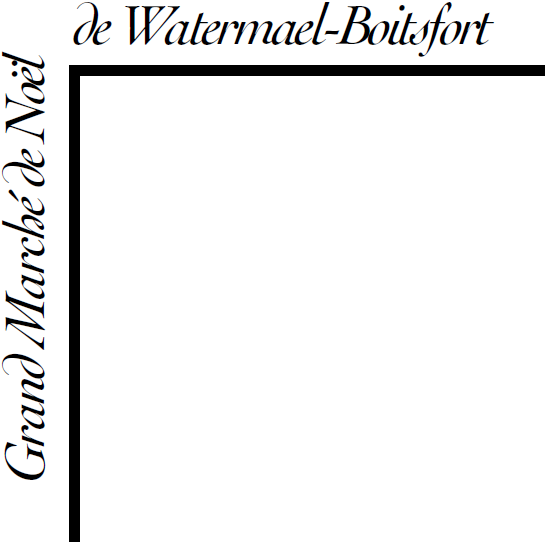 Grand Marché de Noël
de Watermael-Boitsfort